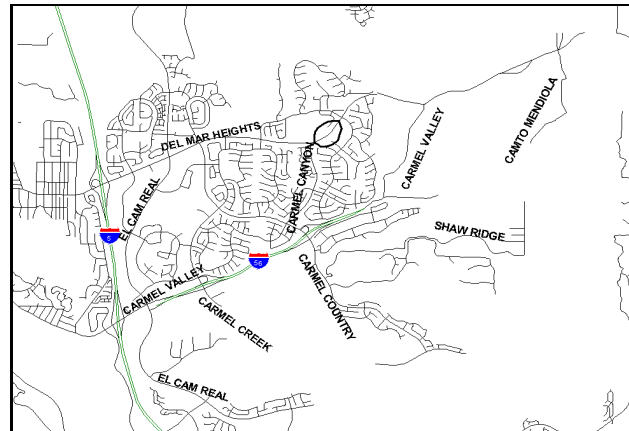 CAMTO MENDIOLA
DEL MAR HEIGHTS
CARMEL VALLEY
CARMEL CANYON
EL CAM REAL
SHAW RIDGE
5
56
CARMEL VALLEY
CARMEL COUNTRY
CARMEL CREEK
EL CAM REAL